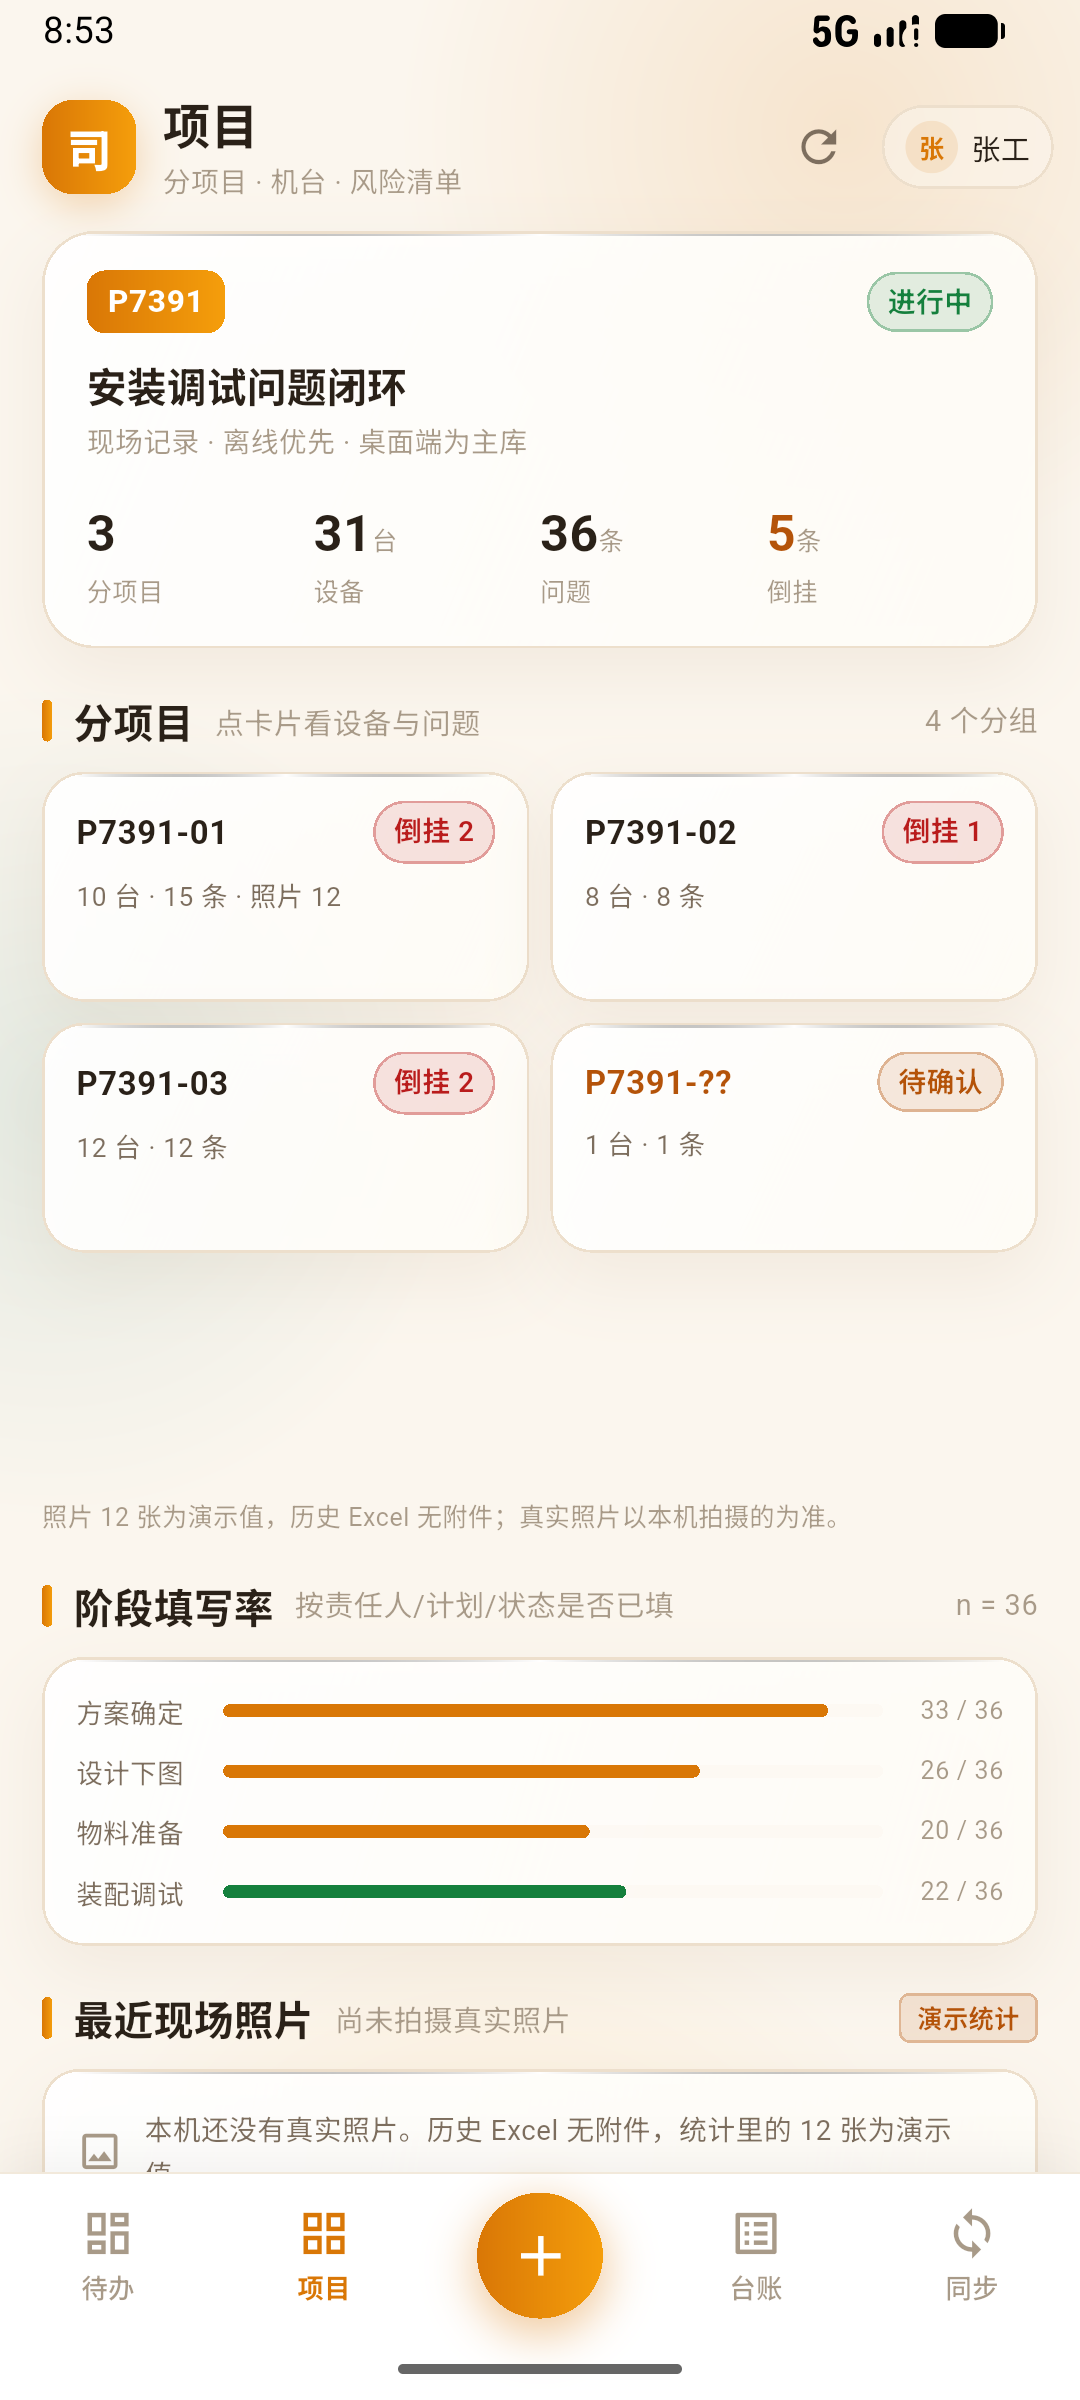 8:53
5G
司
项目
分项目 · 机台 · 风险清单
张
张工
P7391
进行中
安装调试问题闭环
现场记录 · 离线优先 · 桌面端为主库
3
31台
36条
5条
分项目
设备
问题
倒挂
分项目
点卡片看设备与问题
4 个分组
P7391-01
倒挂 2
10 台 · 15 条 · 照片 12
P7391-02
倒挂 1
8 台 · 8 条
P7391-03
倒挂 2
12 台 · 12 条
P7391-??
待确认
1 台 · 1 条
照片 12 张为演示值，历史 Excel 无附件；真实照片以本机拍摄的为准。
阶段填写率
按责任人/计划/状态是否已填
n = 36
方案确定
33 / 36
设计下图
26 / 36
物料准备
20 / 36
装配调试
22 / 36
最近现场照片
尚未拍摄真实照片
演示统计
本机还没有真实照片。历史 Excel 无附件，统计里的 12 张为演示
值
待办
项目
台账
同步